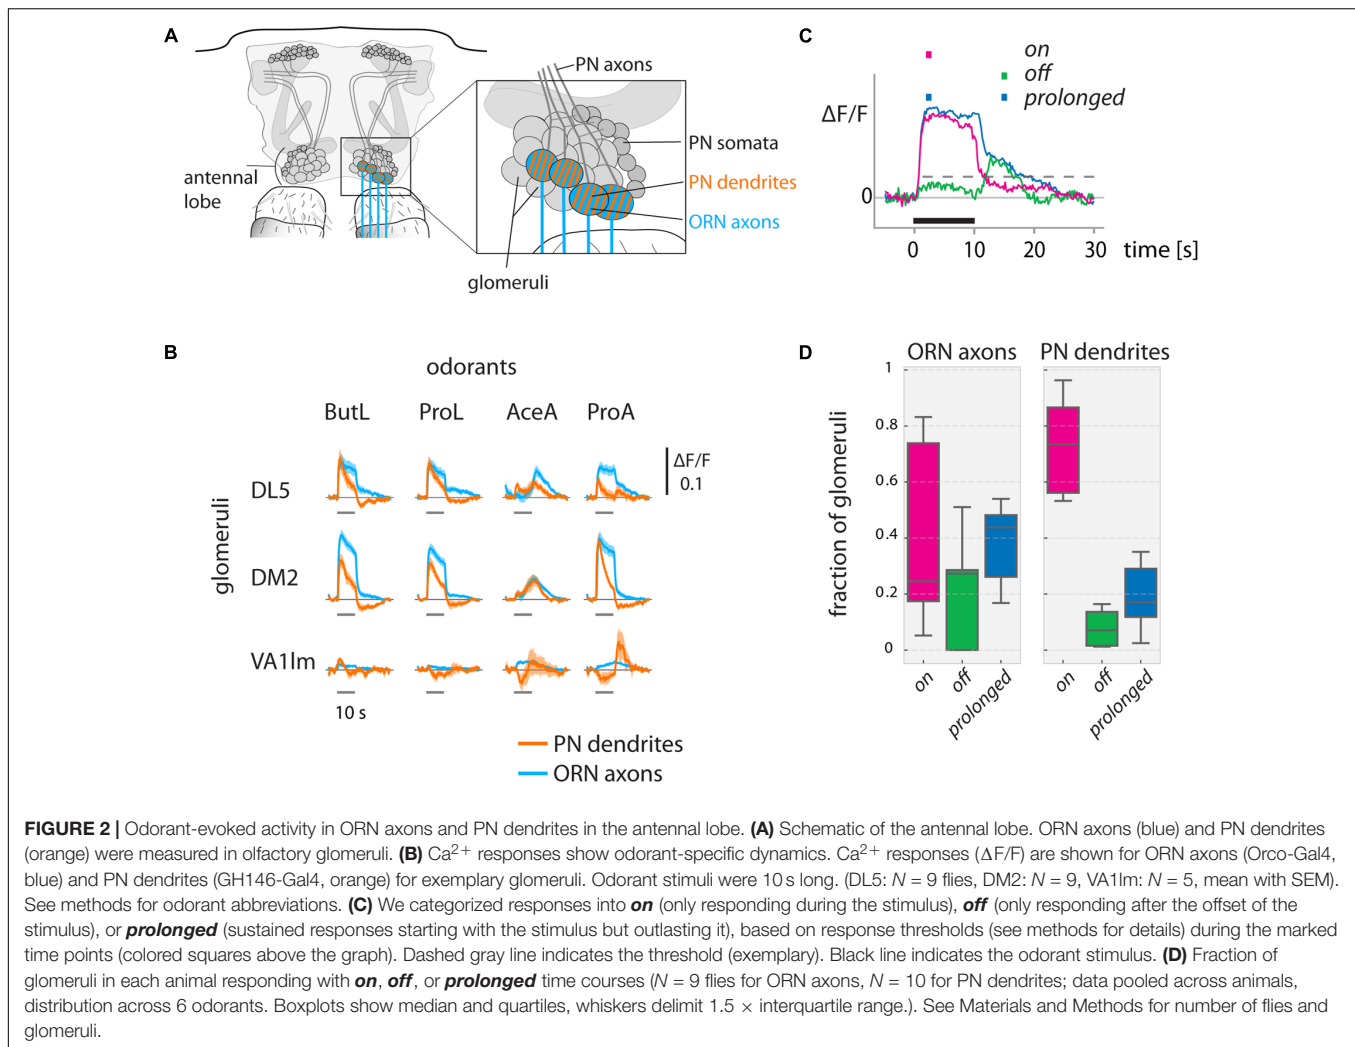 A
PN axons
PN somata
PN dendrites
ORN axons
antennal
lobe
glomeruli
C
on
off
prolonged
ΔF/F
0
0
10
20
30
time [s]
B
odorants
ButL
ProL
AceA
ProA
ΔF/F
0.1
glomeruli
DL5
DM2
VA1lm
10 s
PN dendrites
ORN axons
D
ORN axons
PN dendrites
fraction of glomeruli
1
0.8
0.6
0.4
0.2
0
on
off
prolonged
on
off
prolonged
FIGURE 2 | Odorant-evoked activity in ORN axons and PN dendrites in the antennal lobe. (A) Schematic of the antennal lobe. ORN axons (blue) and PN dendrites
(orange) were measured in olfactory glomeruli. (B) Ca2+ responses show odorant-specific dynamics. Ca2+ responses (ΔF/F) are shown for ORN axons (Orco-Gal4,
blue) and PN dendrites (GH146-Gal4, orange) for exemplary glomeruli. Odorant stimuli were 10 s long. (DL5: N = 9 flies, DM2: N = 9, VA1lm: N = 5, mean with SEM).
See methods for odorant abbreviations. (C) We categorized responses into on (only responding during the stimulus), off (only responding after the offset of the
stimulus), or prolonged (sustained responses starting with the stimulus but outlasting it), based on response thresholds (see methods for details) during the marked
time points (colored squares above the graph). Dashed gray line indicates the threshold (exemplary). Black line indicates the odorant stimulus. (D) Fraction of
glomeruli in each animal responding with on, off, or prolonged time courses (N = 9 flies for ORN axons, N = 10 for PN dendrites; data pooled across animals,
distribution across 6 odorants. Boxplots show median and quartiles, whiskers delimit 1.5 × interquartile range.). See Materials and Methods for number of flies and
glomeruli.